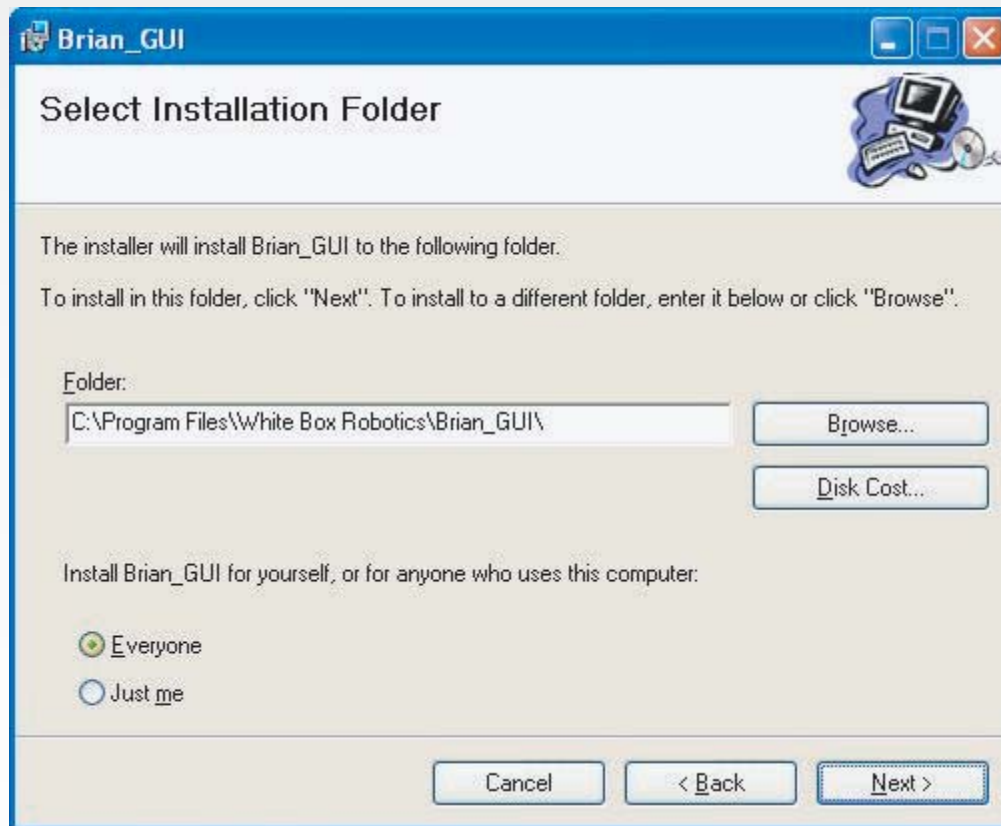 Brian_GUI
Select Installation Folder
The installer will install Brian_GUI to the following folder.
To install in this folder, click "Next". To install to a different folder, enter it below or click "Browse".
Folder:
C:\Program Files\\White Box Robotics\Brian_GUI\
Browse...
Disk Cost...
Install Brian_GUI for yourself, or for anyone who uses this computer:
Everyone
Just me
Cancel
< Back
Next >